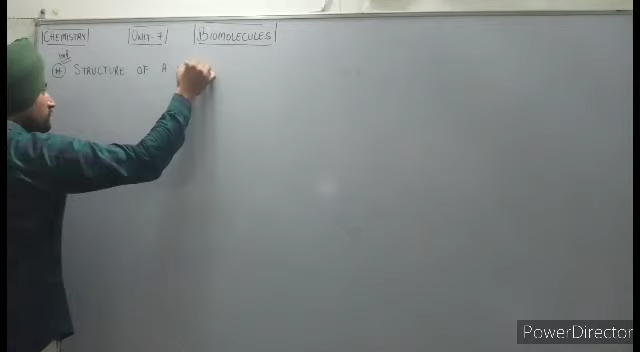 CHEMISTRY UNIT-7 BIOMOLECULES
STRUCTURE OF A
PowerDirector